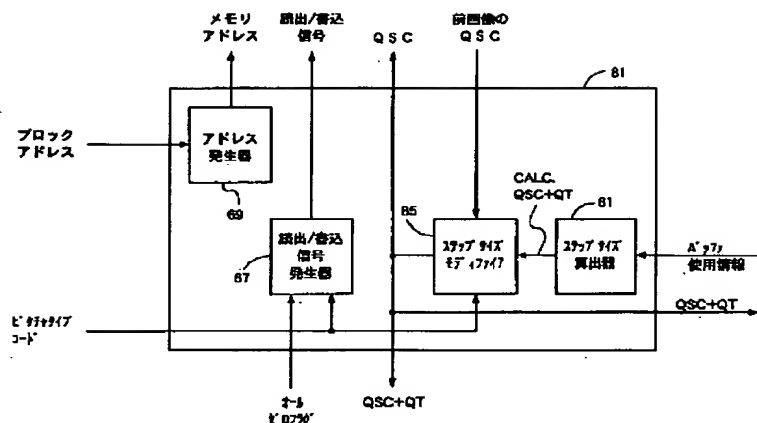 メモリ
アドレス
読出/書込
信号
QSC
前画像の
QSC
81
ブロック
アドレス
アドレス
発生器
69
読出/書込
信号
発生器
67
CALC.
QSC+QT
85
ステップサイズ
モディファイア
61
ステップサイズ
算出器
バッファ
使用情報
QSC+QT
ピクチャタイプ
コード
オール
ゼロフラグ
QSC+QT